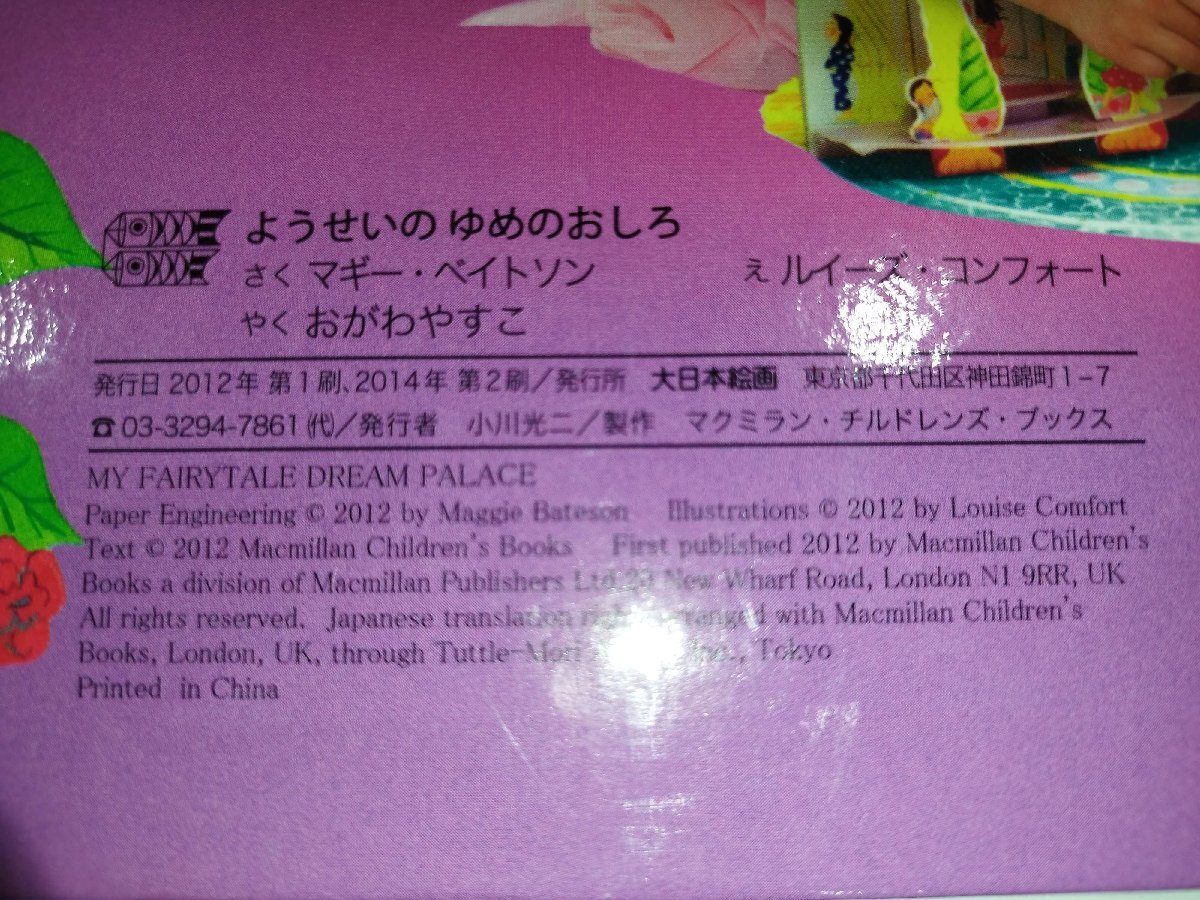 ようせいの ゆめのおしろ
さく マギー・ベイトソン え ルイーズ・コンフォート
やく おがわやすこ
発行日 2012年 第1刷、2014年 第2刷/発行所 大日本絵画 東京都千代田区神田錦町1-7
☎ 03-3294-7861 (代)/発行者 小川光二/製作 マクミラン・チルドレンズ・ブックス
MY FAIRYTALE DREAM PALACE
Paper Engineering © 2012 by Maggie Bateson Illustrations © 2012 by Louise Comfort
Text © 2012 Macmillan Children's Books First published 2012 by Macmillan Children's
Books a division of Macmillan Publishers Ltd,20 New Wharf Road, London N1 9RR, UK
All rights reserved. Japanese translation rights arranged with Macmillan Children's
Books, London, UK, through Tuttle-Mori Inc., Tokyo
Printed in China